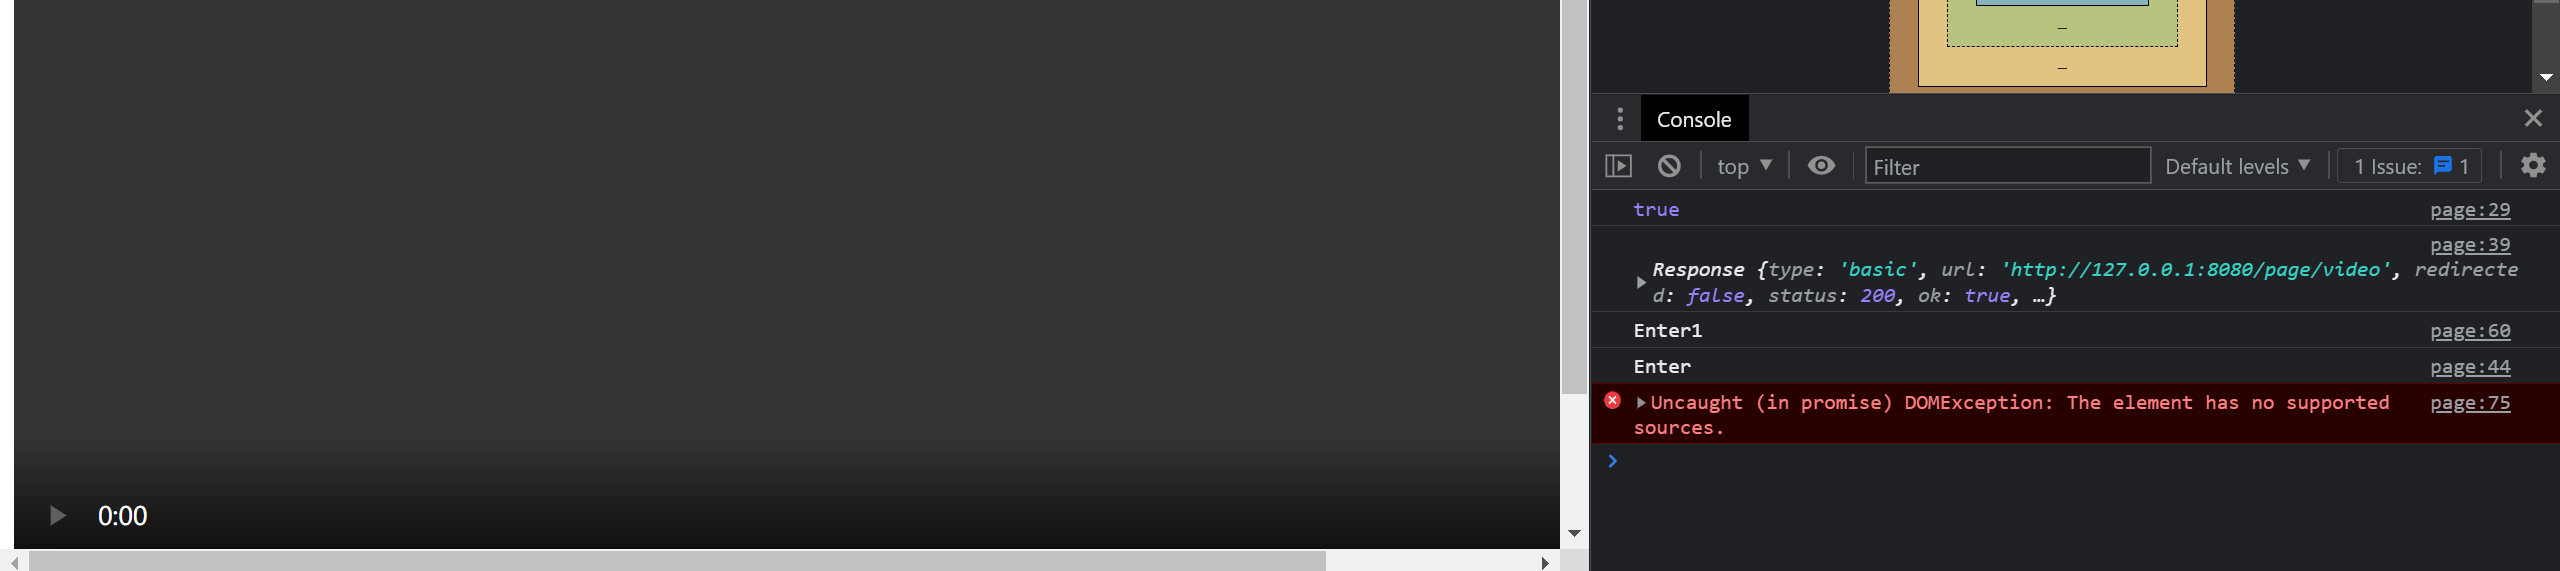 –
–
Console
top
Filter
Default levels
1 Issue: 1
true page:29
page:39
Response {type: 'basic', url: 'http://127.0.0.1:8080/page/video', redirecte
d: false, status: 200, ok: true, …}
Enter1 page:60
Enter page:44
Uncaught (in promise) DOMException: The element has no supported page:75
sources.
0:00